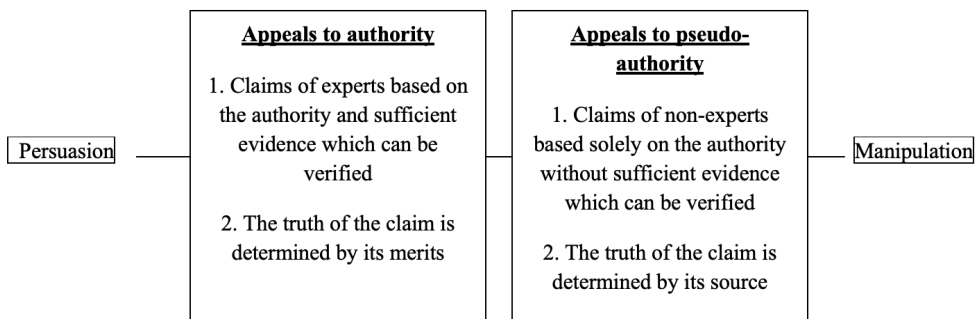 Persuasion
Appeals to authority
1. Claims of experts based on
the authority and sufficient
evidence which can be
verified
2. The truth of the claim is
determined by its merits
Appeals to pseudo-
authority
1. Claims of non-experts
based solely on the authority
without sufficient evidence
which can be verified
2. The truth of the claim is
determined by its source
Manipulation